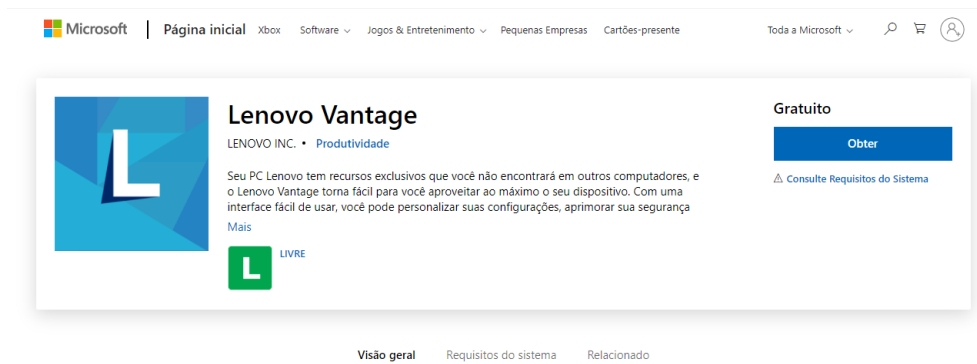 Microsoft Página inicial Xbox Software Jogos & Entretenimento Pequenas Empresas Cartões-presente Toda a Microsoft
L
Lenovo Vantage
LENOVO INC. • Produtividade
Seu PC Lenovo tem recursos exclusivos que você não encontrará em outros computadores, e
o Lenovo Vantage torna fácil para você aproveitar ao máximo o seu dispositivo. Com uma
interface fácil de usar, você pode personalizar suas configurações, aprimorar sua segurança
Mais
L LIVRE
Gratuito
Obter
Consulte Requisitos do Sistema
Visão geral Requisitos do sistema Relacionado